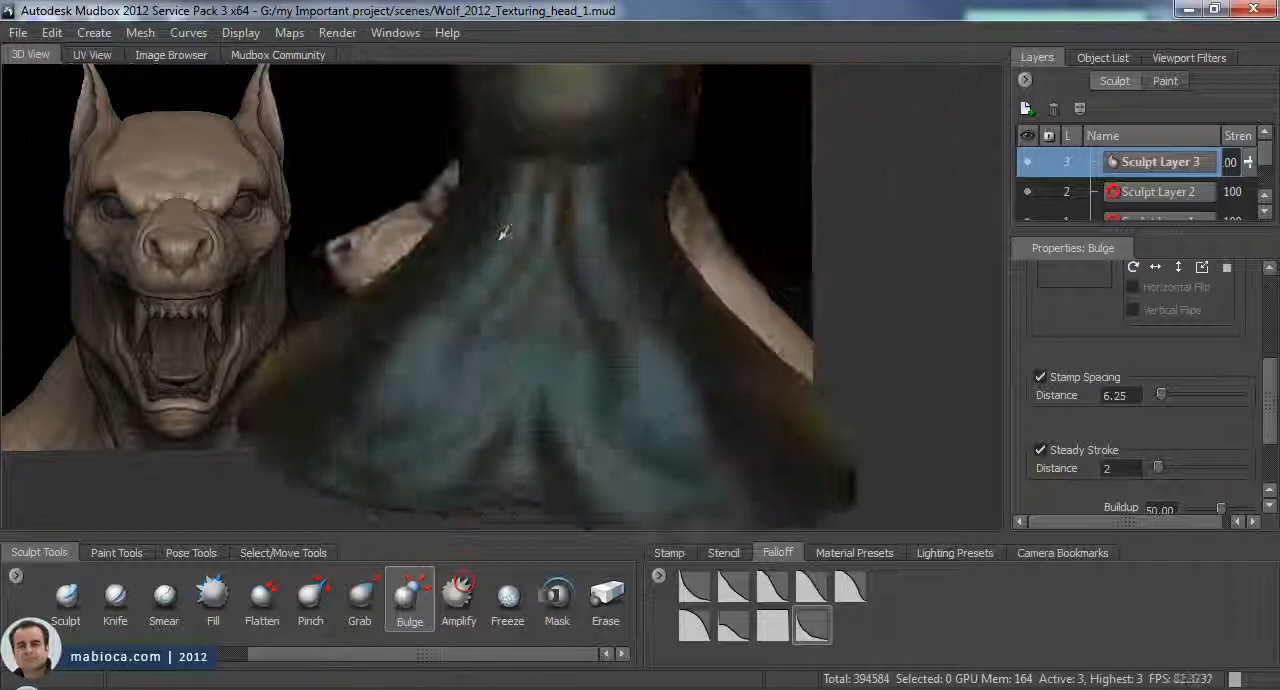 Autodesk Mudbox 2012 Service Pack 3 x64 - G:/my Important project/scenes/Wolf_2012_Texturing_head_1.mud
File Edit Create Mesh Curves Display Maps Render Windows Help
3D View UV View Image Browser Mudbox Community
Layers Object List Viewport Filters
Sculpt Paint
L Name Stren
3 Sculpt Layer 3 .00
2 Sculpt Layer 2 100
Properties: Bulge
Horizontal Flip
Vertical Flips
Stamp Spacing
Distance 6.25
Steady Stroke
Distance 2
Buildup 50.00
Sculpt Tools Paint Tools Pose Tools Select/Move Tools
Stamp Stencil Falloff Material Presets Lighting Presets Camera Bookmarks
Sculpt Knife Smear Fill Flatten Pinch Grab Bulge Amplify Freeze Mask Erase
mabioca.com | 2012
Total: 394584 Selected: 0 GPU Mem: 164 Active: 3, Highest: 3 FPS: